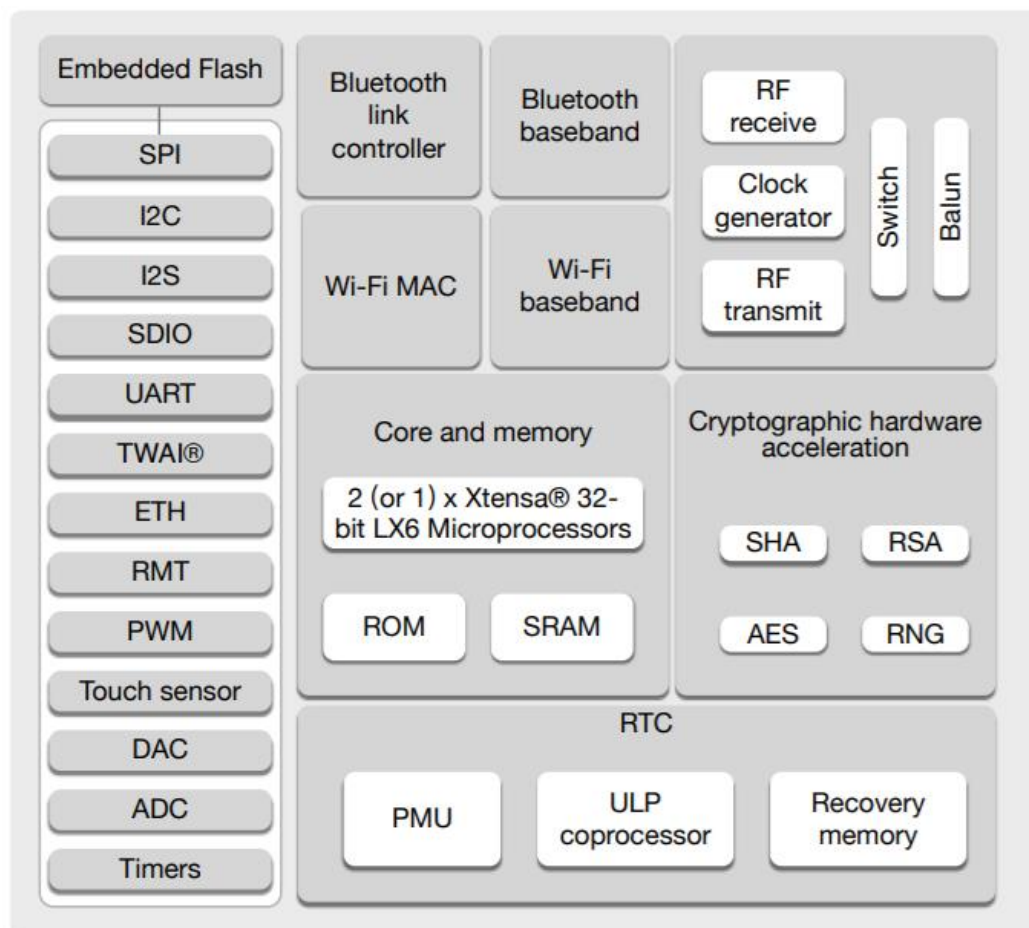 Embedded Flash
SPI
I2C
I2S
SDIO
UART
TWAI®
ETH
RMT
PWM
Touch sensor
DAC
ADC
Timers
Bluetooth
link
controller
Bluetooth
baseband
Wi-Fi MAC
Wi-Fi
baseband
RF
receive
Clock
generator
RF
transmit
Switch
Balun
Core and memory
2 (or 1) x Xtensa® 32-
bit LX6 Microprocessors
ROM
SRAM
Cryptographic hardware
acceleration
SHA
RSA
AES
RNG
RTC
PMU
ULP
coprocessor
Recovery
memory